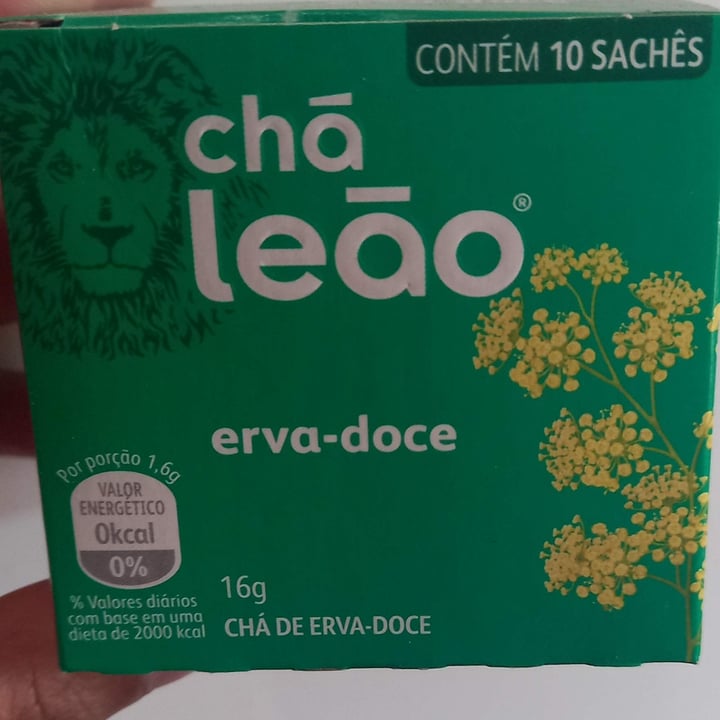 CONTÉM 10 SACHÊS
chá
leão®
erva-doce
Por porção 1,6g
VALOR
ENERGÉTICO
0kcal
0%
% Valores diários
com base em uma
dieta de 2000 kcal
16g
CHÁ DE ERVA-DOCE